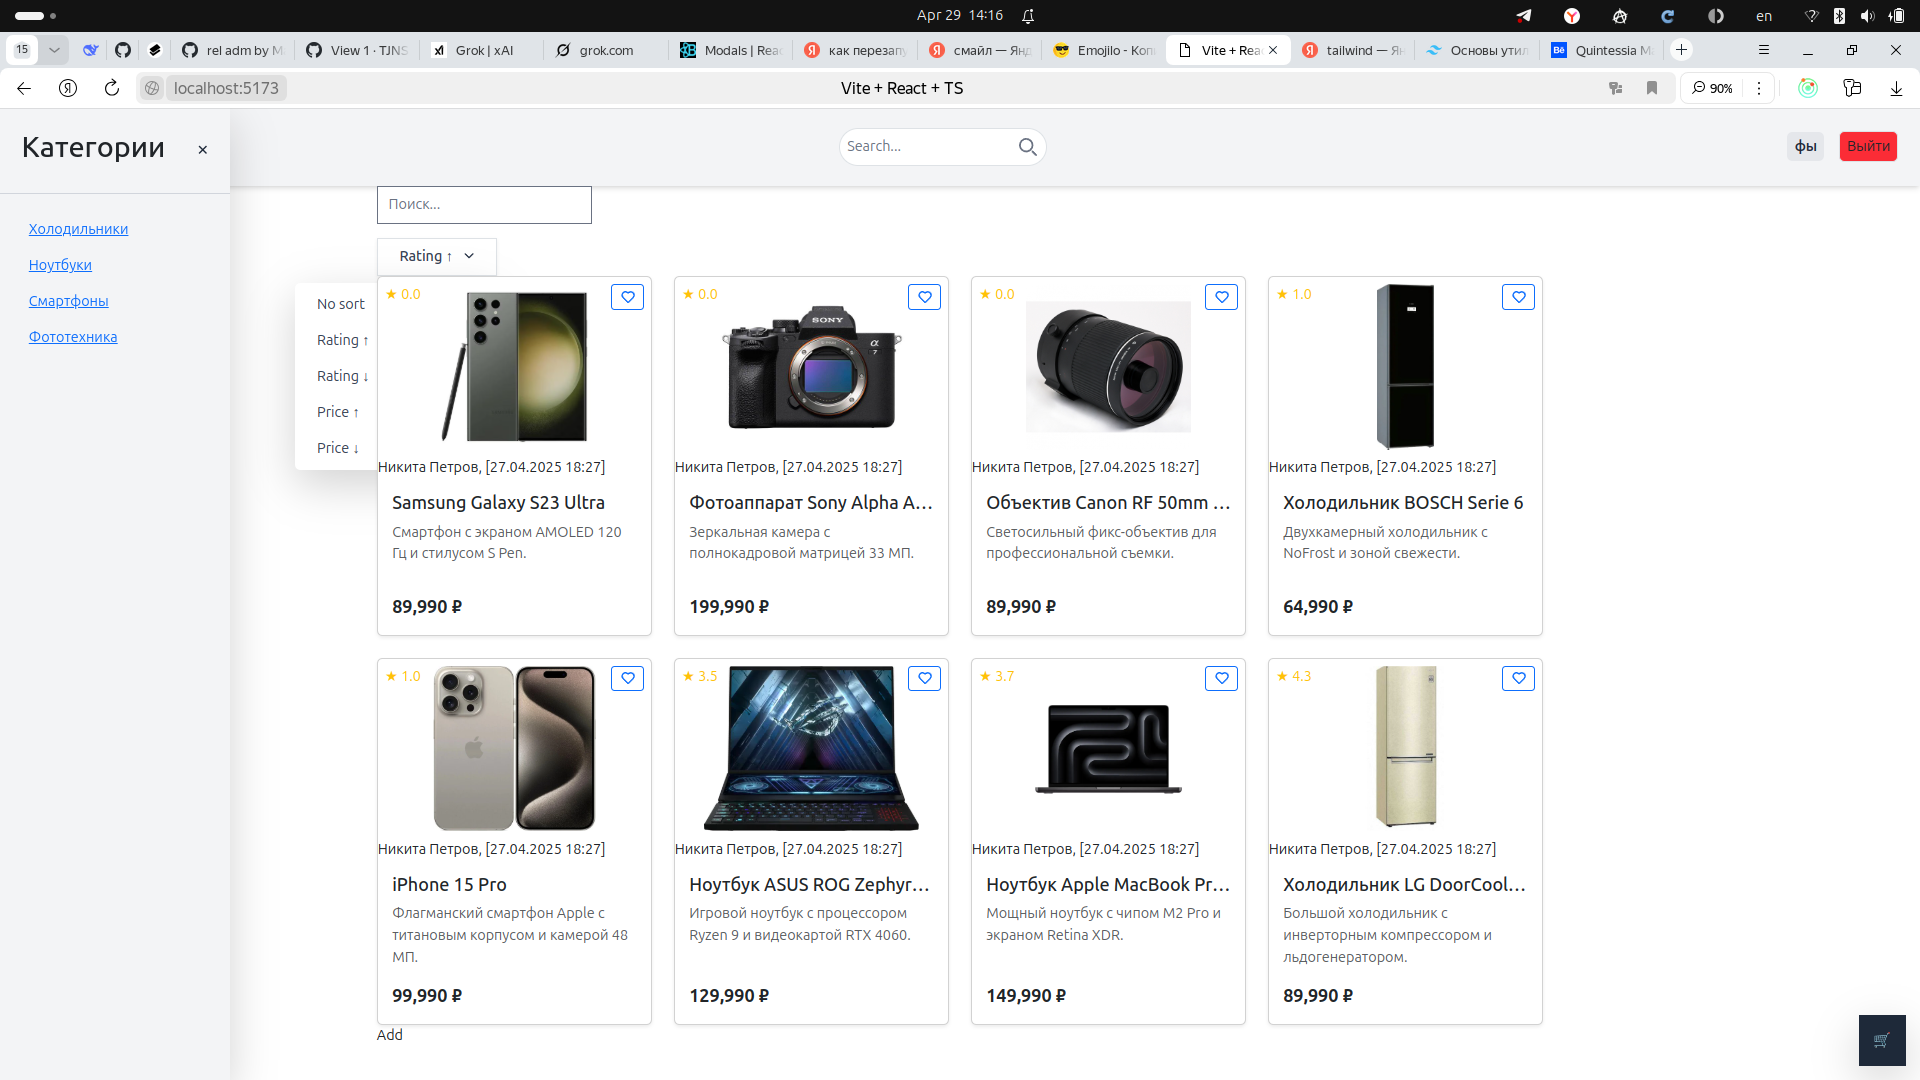 Apr 29 14:16
en
15
rel adm by M
View 1 · TJNS
Grok | xAI
grok.com
Modals | Reac
как перезапу
смайл — Янд
Emojilo - Копи
Vite + Reac
tailwind — Ян
Основы утил
Quintessia Ma
localhost:5173
Vite + React + TS
90%
Категории
×
Search...
фы
Выйти
Холодильники
Ноутбуки
Смартфоны
Фототехника
Поиск...
Rating ↑
No sort
Rating ↑
Rating ↓
Price ↑
Price ↓
★ 0.0
★ 0.0
★ 0.0
★ 1.0
SONY
α
7
Никита Петров, [27.04.2025 18:27]
Никита Петров, [27.04.2025 18:27]
Никита Петров, [27.04.2025 18:27]
Никита Петров, [27.04.2025 18:27]
Samsung Galaxy S23 Ultra
Фотоаппарат Sony Alpha A...
Объектив Canon RF 50mm ...
Холодильник BOSCH Serie 6
Смартфон с экраном AMOLED 120
Гц и стилусом S Pen.
Зеркальная камера с
полнокадровой матрицей 33 МП.
Светосильный фикс-объектив для
профессиональной съемки.
Двухкамерный холодильник с
NoFrost и зоной свежести.
89,990 ₽
199,990 ₽
89,990 ₽
64,990 ₽
★ 1.0
★ 3.5
★ 3.7
★ 4.3
Никита Петров, [27.04.2025 18:27]
Никита Петров, [27.04.2025 18:27]
Никита Петров, [27.04.2025 18:27]
Никита Петров, [27.04.2025 18:27]
iPhone 15 Pro
Ноутбук ASUS ROG Zephyr...
Ноутбук Apple MacBook Pr...
Холодильник LG DoorCool...
Флагманский смартфон Apple с
титановым корпусом и камерой 48
МП.
Игровой ноутбук с процессором
Ryzen 9 и видеокартой RTX 4060.
Мощный ноутбук с чипом M2 Pro и
экраном Retina XDR.
Большой холодильник с
инверторным компрессором и
льдогенератором.
99,990 ₽
129,990 ₽
149,990 ₽
89,990 ₽
Add